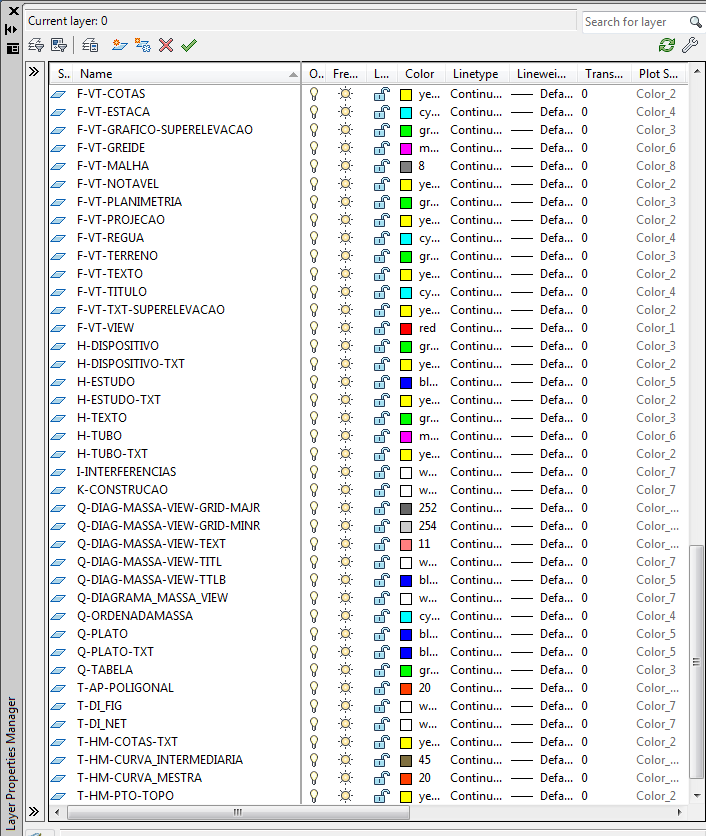 Current layer: 0
Search for layer
S.. Name O.. Fre... L... Color Linetype Linewei... Trans... Plot S...
F-VT-COTAS ye... Continu... Defa... 0 Color_2
F-VT-ESTACA cy... Continu... Defa... 0 Color_4
F-VT-GRAFICO-SUPERELEVACAO gr... Continu... Defa... 0 Color_3
F-VT-GREIDE m... Continu... Defa... 0 Color_6
F-VT-MALHA 8 Continu... Defa... 0 Color_8
F-VT-NOTAVEL ye... Continu... Defa... 0 Color_2
F-VT-PLANIMETRIA gr... Continu... Defa... 0 Color_3
F-VT-PROJECAO ye... Continu... Defa... 0 Color_2
F-VT-REGUA cy... Continu... Defa... 0 Color_4
F-VT-TERRENO gr... Continu... Defa... 0 Color_3
F-VT-TEXTO ye... Continu... Defa... 0 Color_2
F-VT-TITULO cy... Continu... Defa... 0 Color_4
F-VT-TXT-SUPERELEVACAO ye... Continu... Defa... 0 Color_2
F-VT-VIEW red Continu... Defa... 0 Color_1
H-DISPOSITIVO gr... Continu... Defa... 0 Color_3
H-DISPOSITIVO-TXT ye... Continu... Defa... 0 Color_2
H-ESTUDO bl... Continu... Defa... 0 Color_5
H-ESTUDO-TXT ye... Continu... Defa... 0 Color_2
H-TEXTO gr... Continu... Defa... 0 Color_3
H-TUBO m... Continu... Defa... 0 Color_6
H-TUBO-TXT ye... Continu... Defa... 0 Color_2
I-INTERFERENCIAS w... Continu... Defa... 0 Color_7
K-CONSTRUCAO w... Continu... Defa... 0 Color_7
Q-DIAG-MASSA-VIEW-GRID-MAJR 252 Continu... Defa... 0 Color_...
Q-DIAG-MASSA-VIEW-GRID-MINR 254 Continu... Defa... 0 Color_...
Q-DIAG-MASSA-VIEW-TEXT 11 Continu... Defa... 0 Color_...
Q-DIAG-MASSA-VIEW-TITL w... Continu... Defa... 0 Color_7
Q-DIAG-MASSA-VIEW-TTLB bl... Continu... Defa... 0 Color_5
Q-DIAGRAMA_MASSA_VIEW w... Continu... Defa... 0 Color_7
Q-ORDENADAMASSA cy... Continu... Defa... 0 Color_4
Q-PLATO bl... Continu... Defa... 0 Color_5
Q-PLATO-TXT bl... Continu... Defa... 0 Color_5
Q-TABELA gr... Continu... Defa... 0 Color_3
T-AP-POLIGONAL 20 Continu... Defa... 0 Color_...
T-DI_FIG w... Continu... Defa... 0 Color_7
T-DI_NET w... Continu... Defa... 0 Color_7
T-HM-COTAS-TXT ye... Continu... Defa... 0 Color_2
T-HM-CURVA_INTERMEDIARIA 45 Continu... Defa... 0 Color_...
T-HM-CURVA_MESTRA 20 Continu... Defa... 0 Color_...
T-HM-PTO-TOPO ye... Continu... Defa... 0 Color_2
Layer Properties Manager